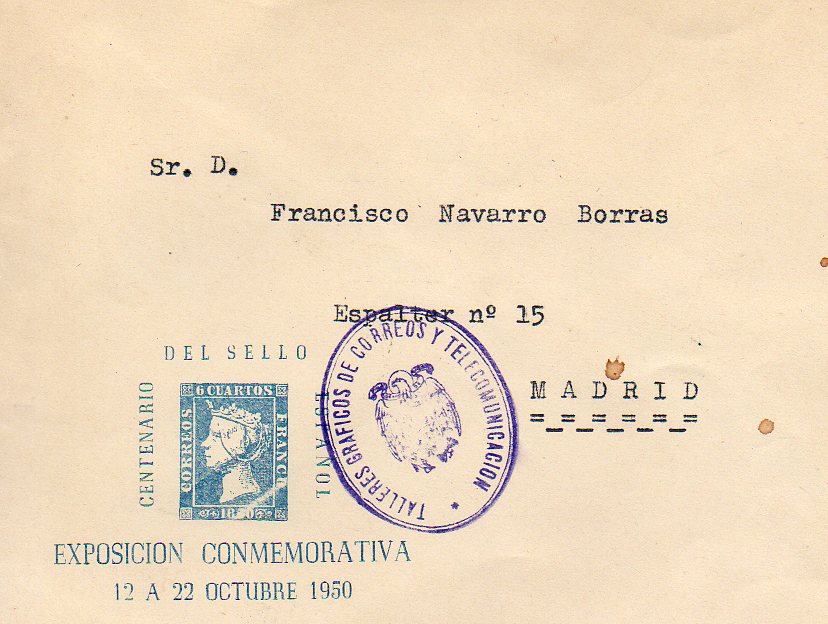 Sr. D.
Francisco Navarro Borras
Espalter nº 15
MADRID
CENTENARIO
DEL SELLO
ESPAÑOL
6 CUARTOS
CORREOS
FRANCO
1850
EXPOSICION CONMEMORATIVA
12 A 22 OCTUBRE 1950
TALLERES GRAFICOS DE CORREOS Y TELECOMUNICACION *